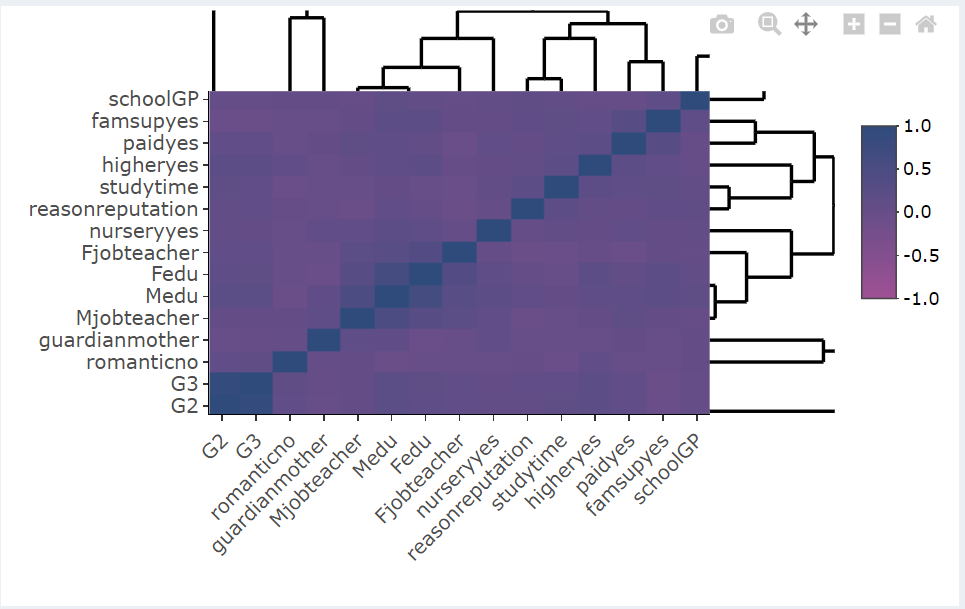 schoolGP
famsupyes
paidyes
higheryes
studytime
reasonreputation
nurseryyes
Fjobteacher
Fedu
Medu
Mjobteacher
guardianmother
romanticno
G3
G2
G2
G3
romanticno
guardianmother
Mjobteacher
Medu
Fedu
Fjobteacher
nurseryyes
reasonreputation
studytime
higheryes
paidyes
famsupyes
schoolGP
1.0
0.5
0.0
-0.5
-1.0